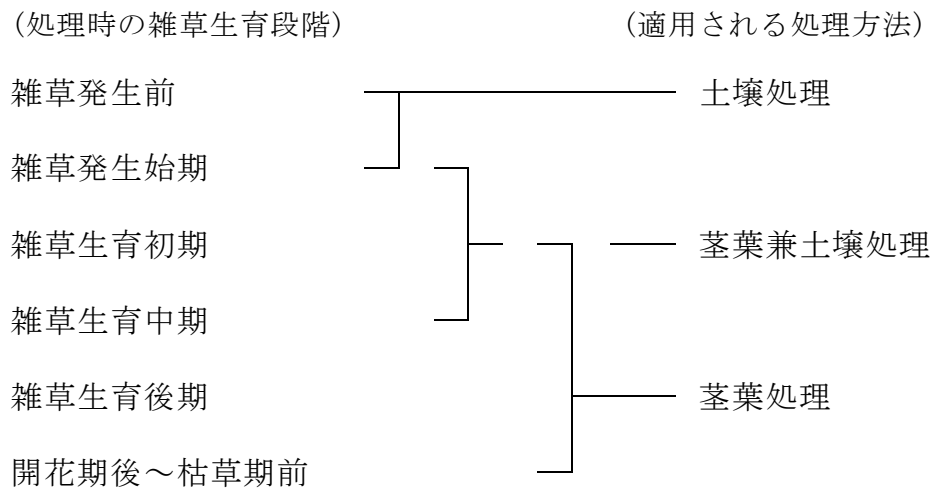 (処理時の雑草生育段階) (適用される処理方法)
雑草発生前 土壌処理
雑草発生始期
雑草生育初期 茎葉兼土壌処理
雑草生育中期
雑草生育後期 茎葉処理
開花期後～枯草期前